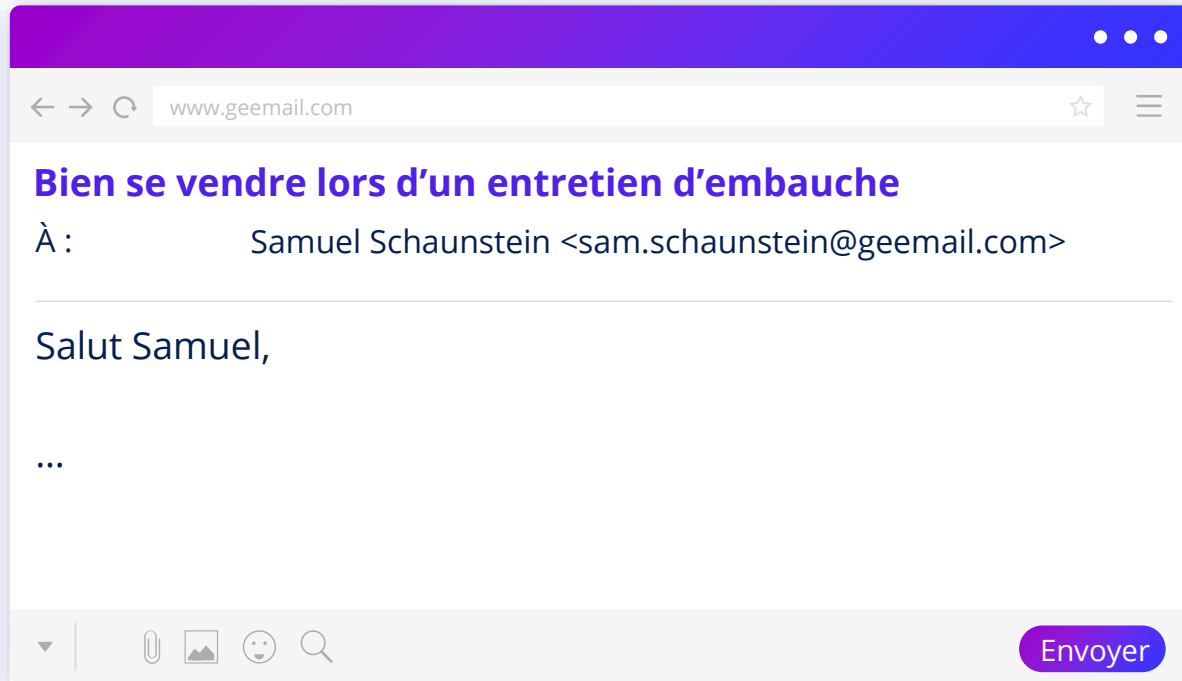 www.geemail.com
Bien se vendre lors d’un entretien d’embauche
À : Samuel Schaunstein <sam.schaunstein@geemail.com>
Salut Samuel,
...
Envoyer